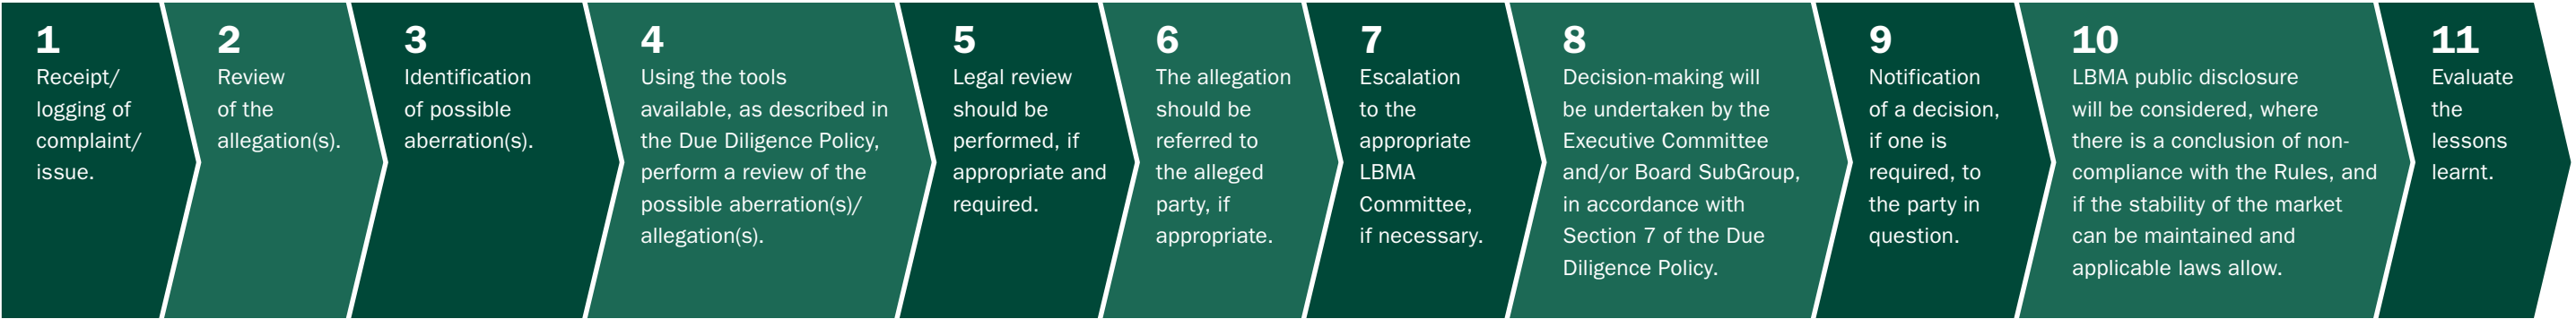 1
Receipt/
logging of
complaint/
issue.
2
Review
of the
allegation(s).
3
Identification
of possible
aberration(s).
4
Using the tools
available, as described in
the Due Diligence Policy,
perform a review of the
possible aberration(s)/
allegation(s).
5
Legal review
should be
performed, if
appropriate and
required.
6
The allegation
should be
referred to
the alleged
party, if
appropriate.
7
Escalation
to the
appropriate
LBMA
Committee,
if necessary.
8
Decision-making will
be undertaken by the
Executive Committee
and/or Board SubGroup,
in accordance with
Section 7 of the Due
Diligence Policy.
9
Notification
of a decision,
if one is
required, to
the party in
question.
10
LBMA public disclosure
will be considered, where
there is a conclusion of non-
compliance with the Rules, and
if the stability of the market
can be maintained and
applicable laws allow.
11
Evaluate
the
lessons
learnt.